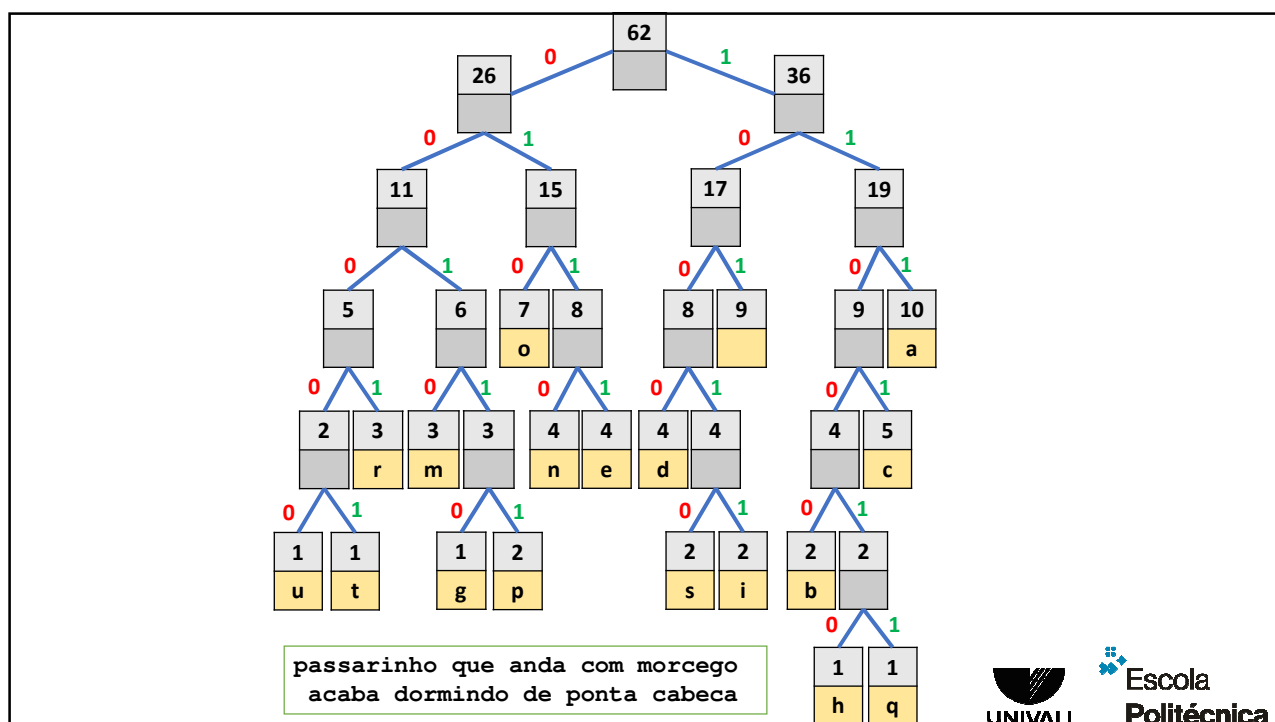 62
0 1
26 36
0 1 0 1
11 15 17 19
0 1 0 1 0 1 0 1
5 6 7 8 8 9 9 10
o a
0 1 0 1 0 1 0 1 0 1
2 3 3 3 4 4 4 4 4 5
r m n e d c
0 1 0 1 0 1 0 1
1 1 1 2 2 2 2 2
u t g p s i b
0 1
1 1
h q
passarinho que anda com morcego
acaba dormindo de ponta cabeca
UNIVALI
Escola
Politécnica